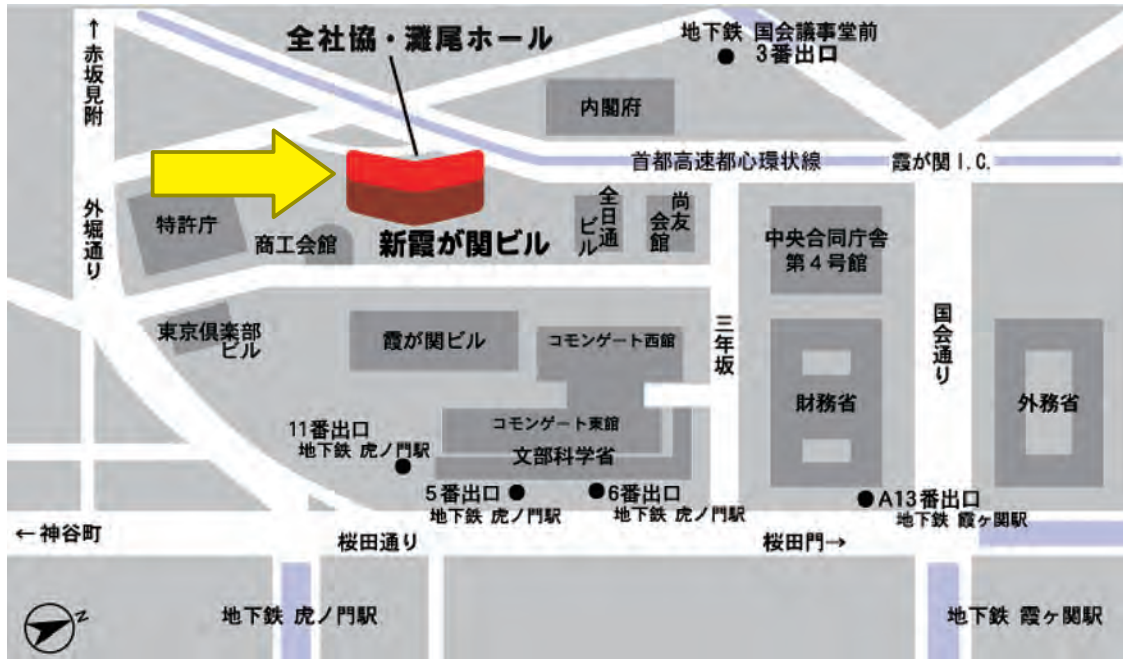 全社協・灘尾ホール
地下鉄 国会議事堂前
3番出口
↑赤坂見附
内閣府
首都高速都心環状線
霞が関 I.C.
外堀通り
特許庁
商工会館
新霞が関ビル
全日通
ビル
尚友
会館
中央合同庁舎
第4号館
東京倶楽部
ビル
霞が関ビル
コモンゲート西館
三年坂
国会通り
財務省
外務省
コモンゲート東館
文部科学省
11番出口
地下鉄 虎ノ門駅
5番出口
地下鉄 虎ノ門駅
6番出口
地下鉄 虎ノ門駅
A13番出口
地下鉄 霞ヶ関駅
←神谷町
桜田通り
桜田門→
地下鉄 虎ノ門駅
地下鉄 霞ヶ関駅
N